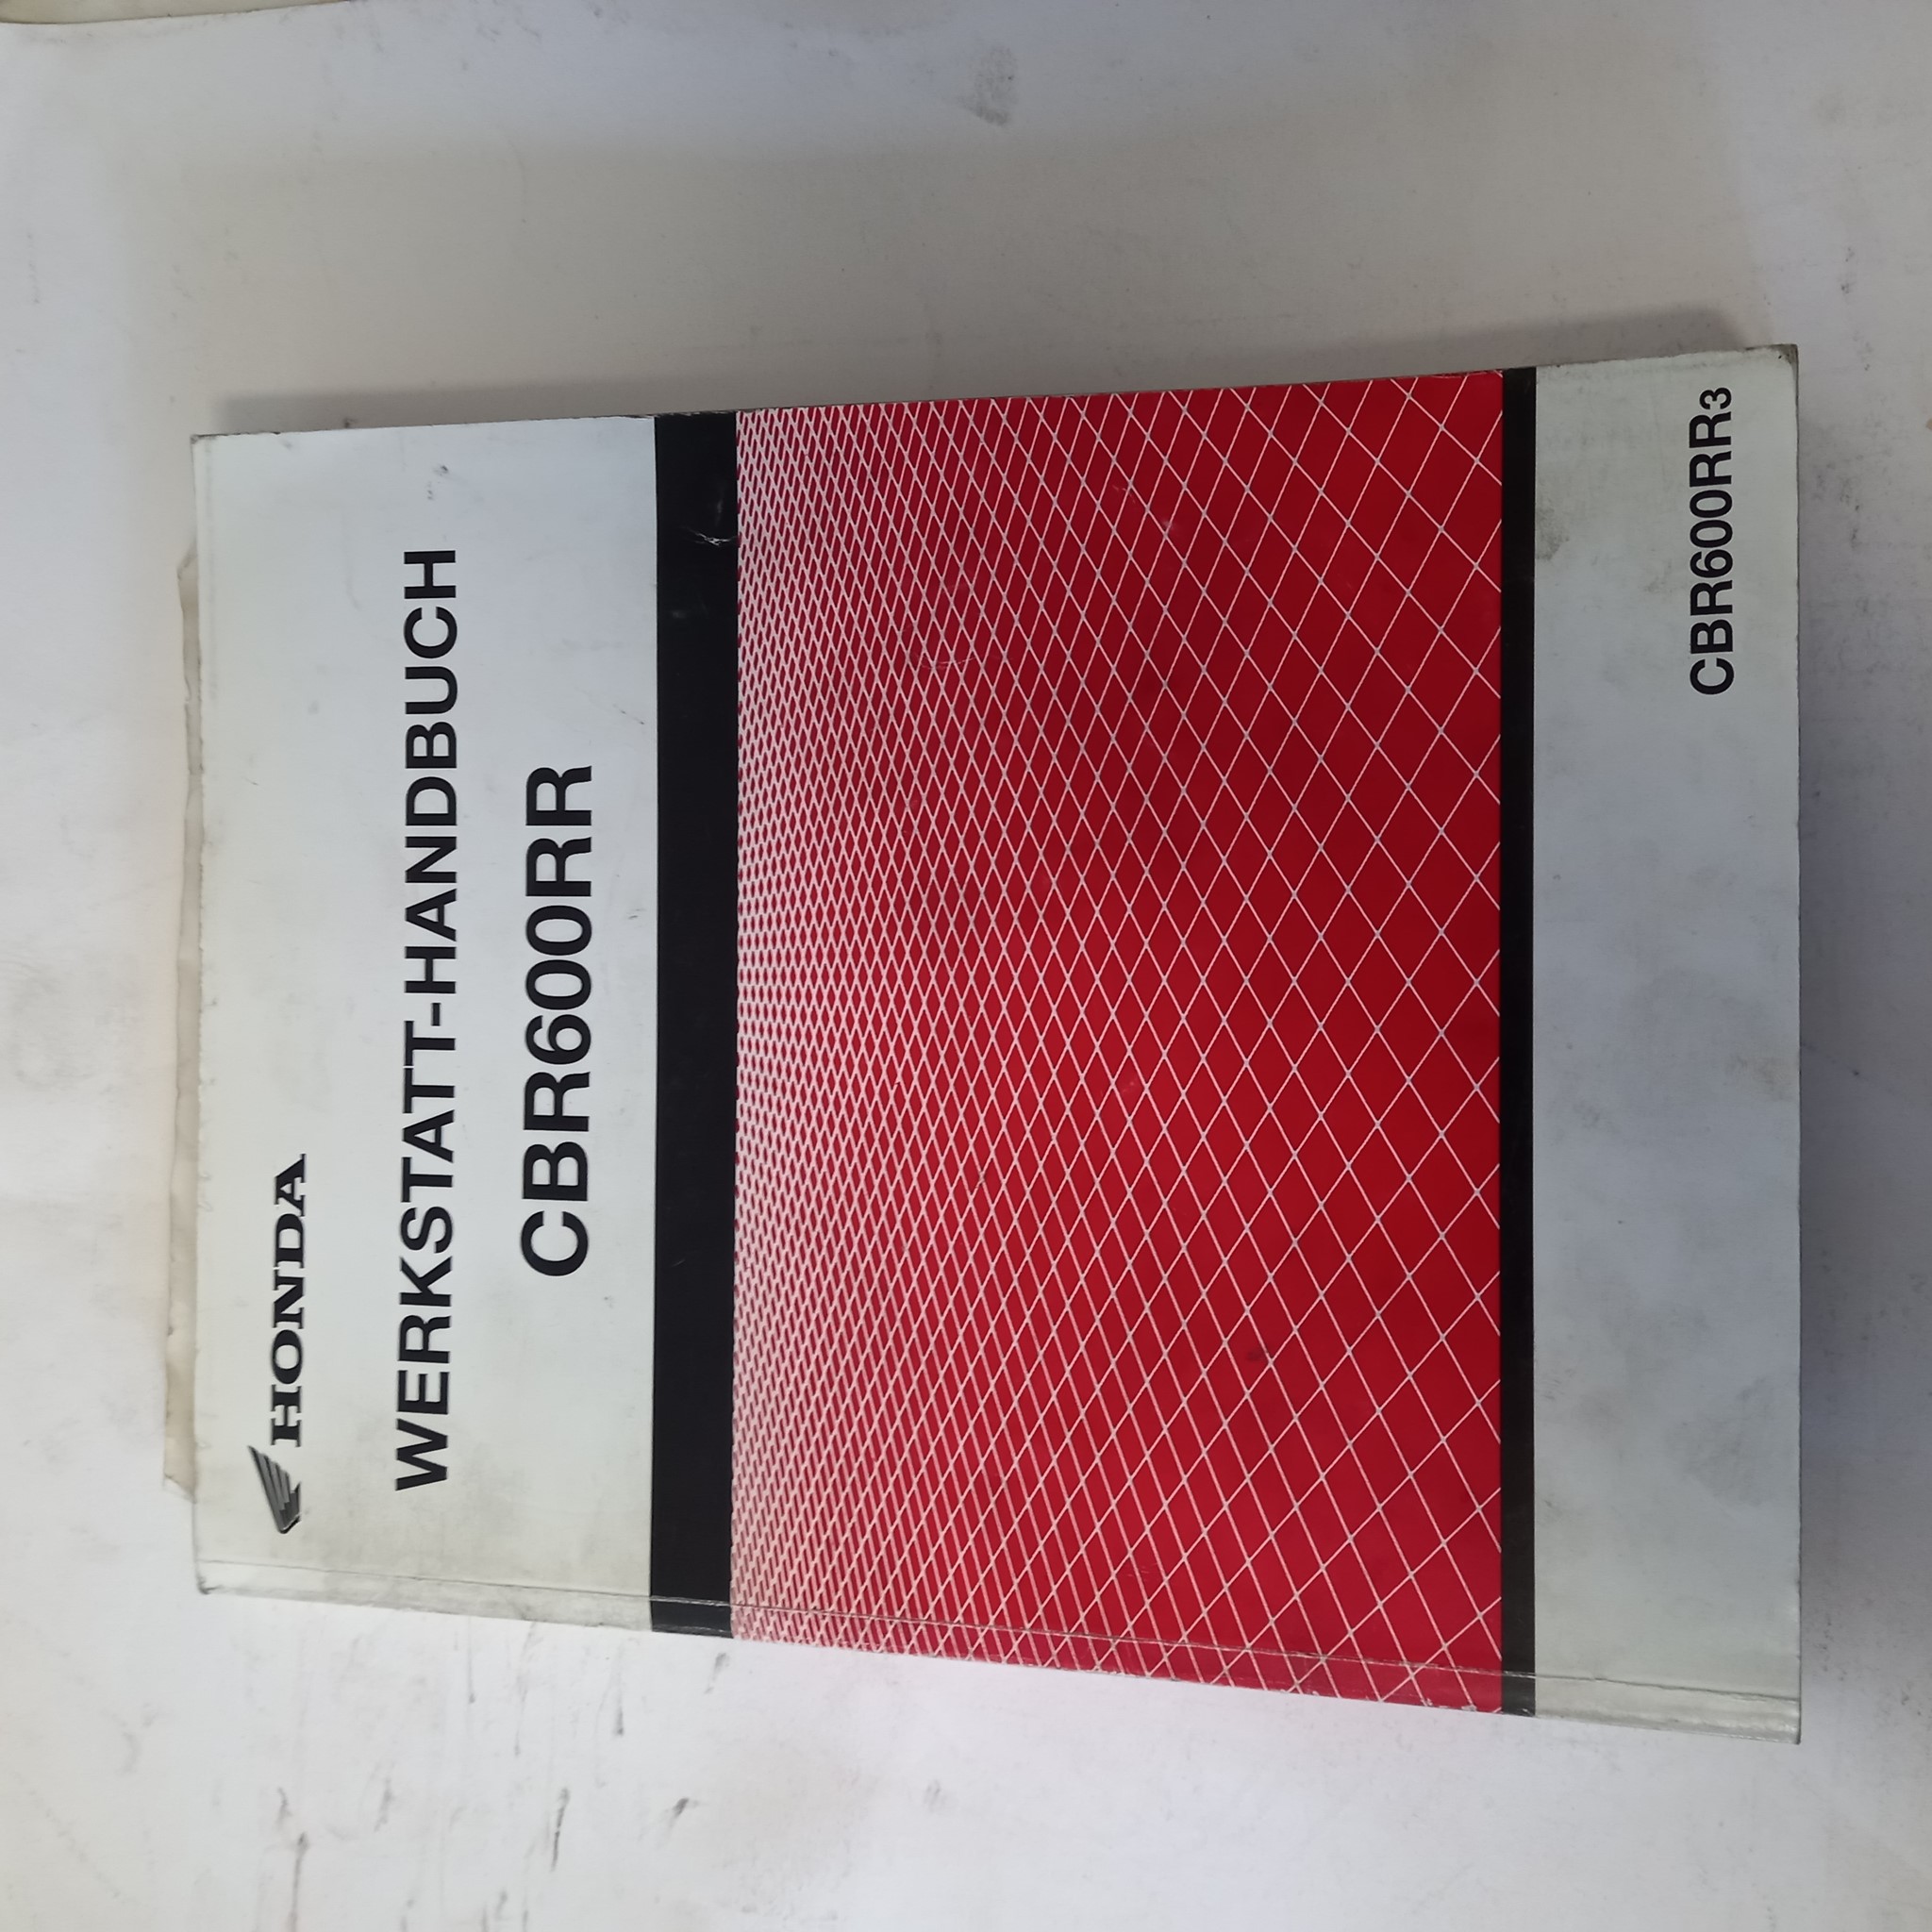 HONDA
WERKSTATT-HANDBUCH
CBR600RR
CBR600RR3